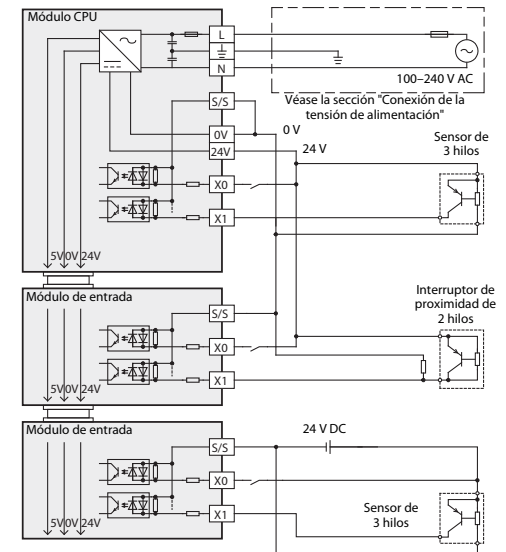 Módulo CPU
L
N
100–240 V AC
S/S
Véase la sección "Conexión de la
tensión de alimentación"
0V
0 V
24V
24 V
Sensor de
3 hilos
X0
X1
5V 0V 24V
Módulo de entrada
S/S
Interruptor de
proximidad de
2 hilos
X0
X1
5V 0V 24V
Módulo de entrada
24 V DC
S/S
X0
Sensor de
3 hilos
X1
5V 0V 24V